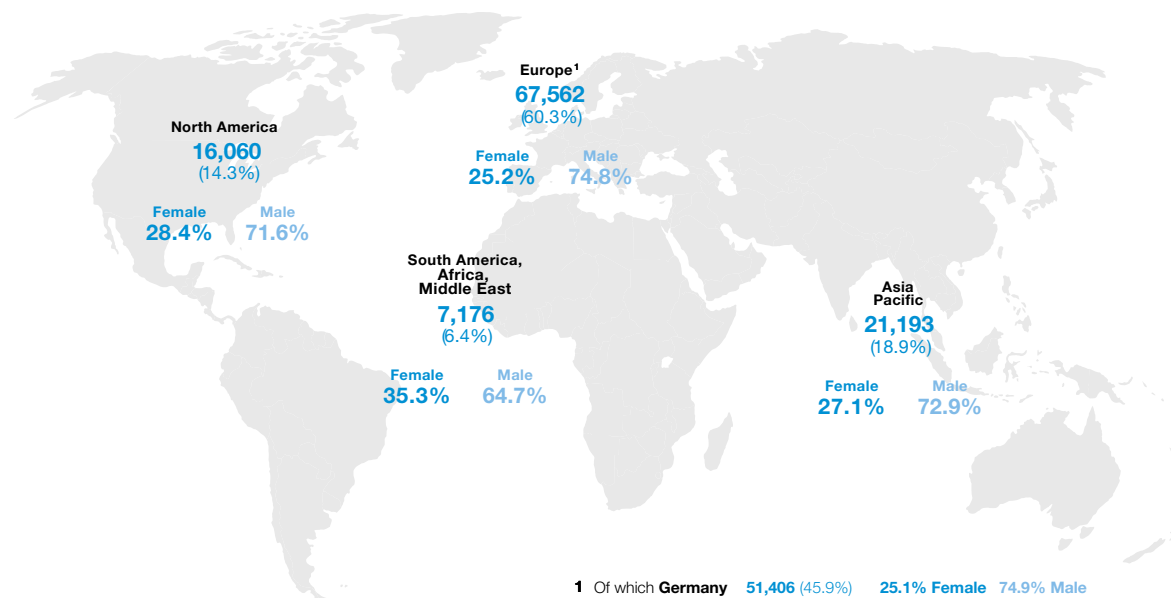 Europe¹
67,562
(60.3%)
Female Male
25.2% 74.8%
North America
16,060
(14.3%)
Female Male
28.4% 71.6%
South America,
Africa,
Middle East
7,176
(6.4%)
Female Male
35.3% 64.7%
Asia
Pacific
21,193
(18.9%)
Female Male
27.1% 72.9%
1 Of which Germany 51,406 (45.9%) 25.1% Female 74.9% Male